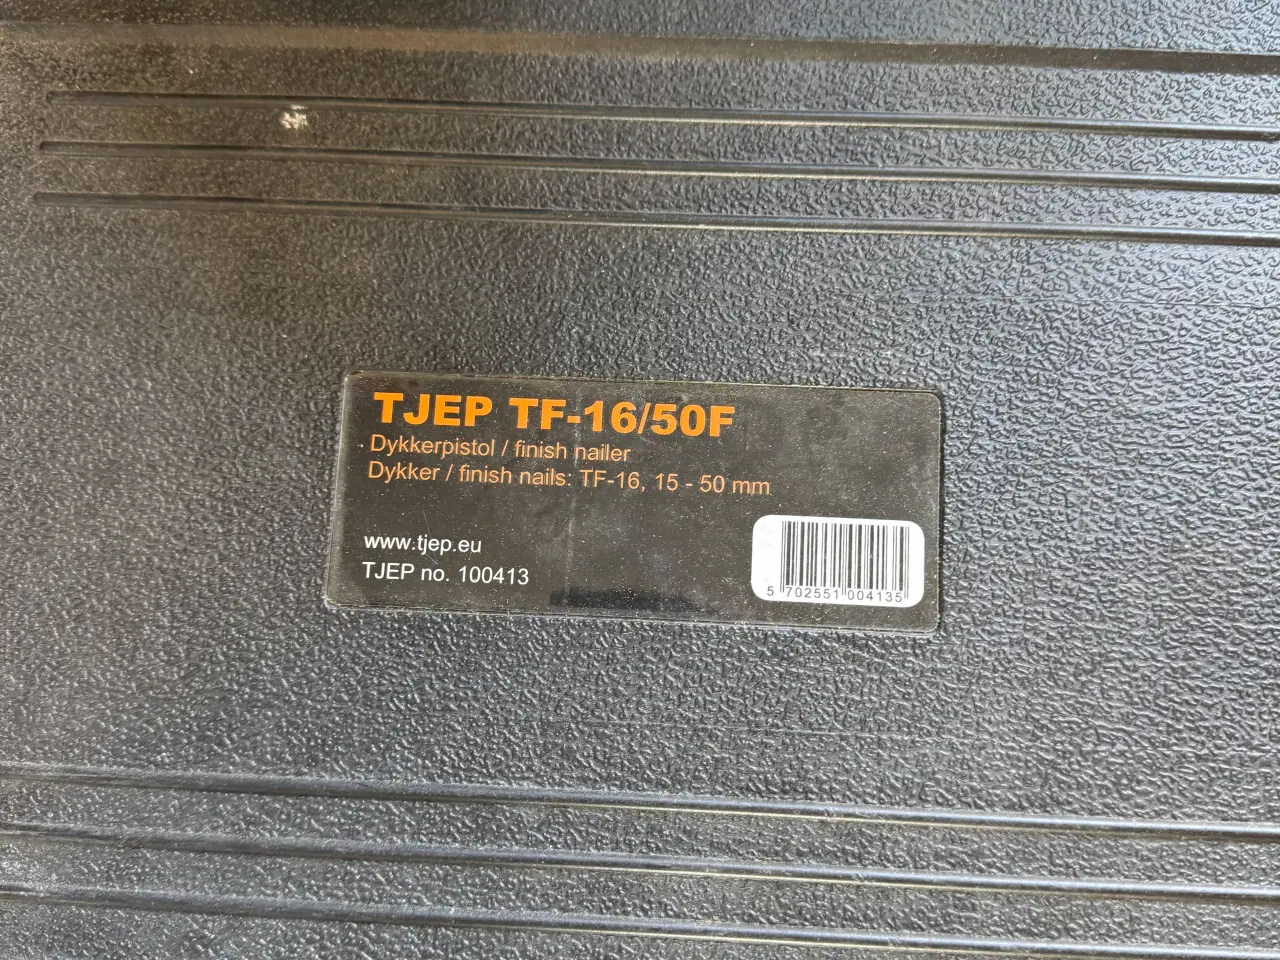 TJEP TF-16/50F
Dykkerpistol / finish nailer
Dykker / finish nails: TF-16, 15 - 50 mm
www.tjep.eu
TJEP no. 100413
5 702551 004135